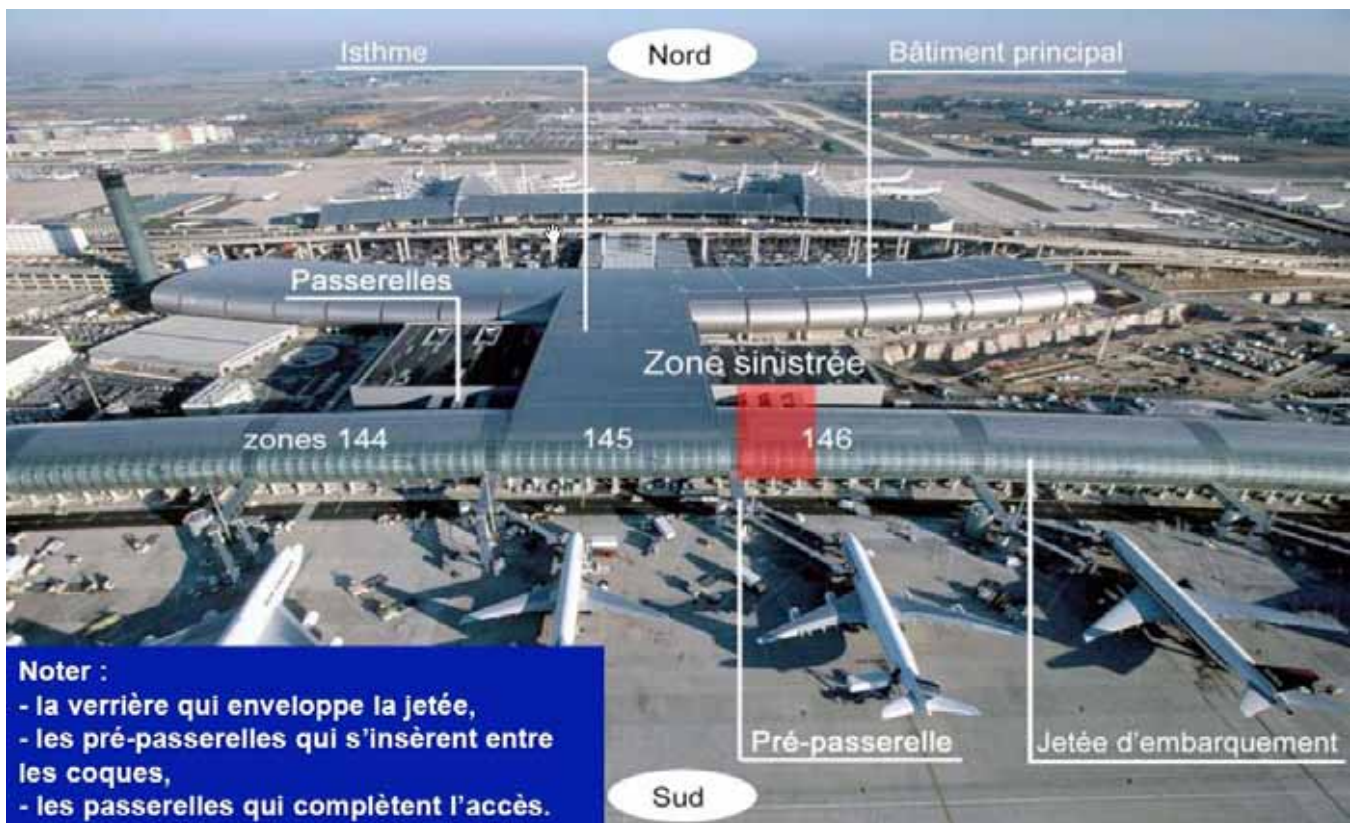 Isthme
Nord
Bâtiment principal
Passerelles
Zone sinistrée
zones 144
145
146
Noter :
- la verrière qui enveloppe la jetée,
- les pré-passerelles qui s'insèrent entre
les coques,
- les passerelles qui complètent l'accès.
Pré-passerelle
Jetée d'embarquement
Sud